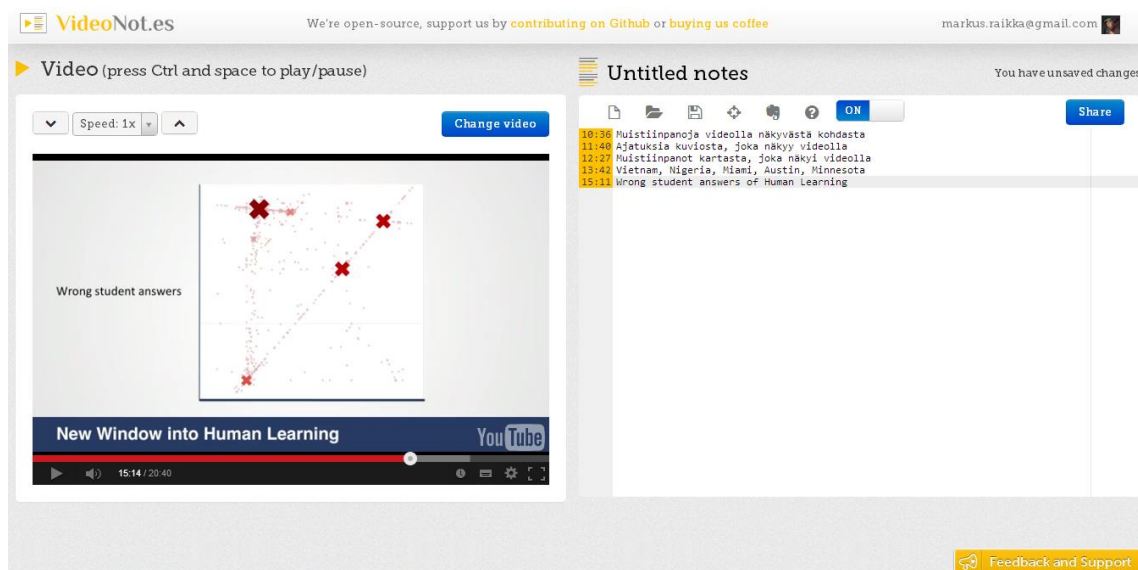 VideoNot.es
We're open-source, support us by contributing on Github or buying us coffee
markus.raikka@gmail.com
Video (press Ctrl and space to play/pause)
Speed: 1x
Change video
Wrong student answers
New Window into Human Learning
YouTube
15:14 / 20:40
Untitled notes
You have unsaved changes
ON
Share
10:36 Muistiinpanoja videolla näkyvästä kohdasta
11:40 Ajatuksia kuviosta, joka näkyy videolla
12:27 Muistiinpanot kartasta, joka näkyi videolla
13:42 Vietnam, Nigeria, Miami, Austin, Minnesota
15:11 Wrong student answers of Human Learning
Feedback and Support